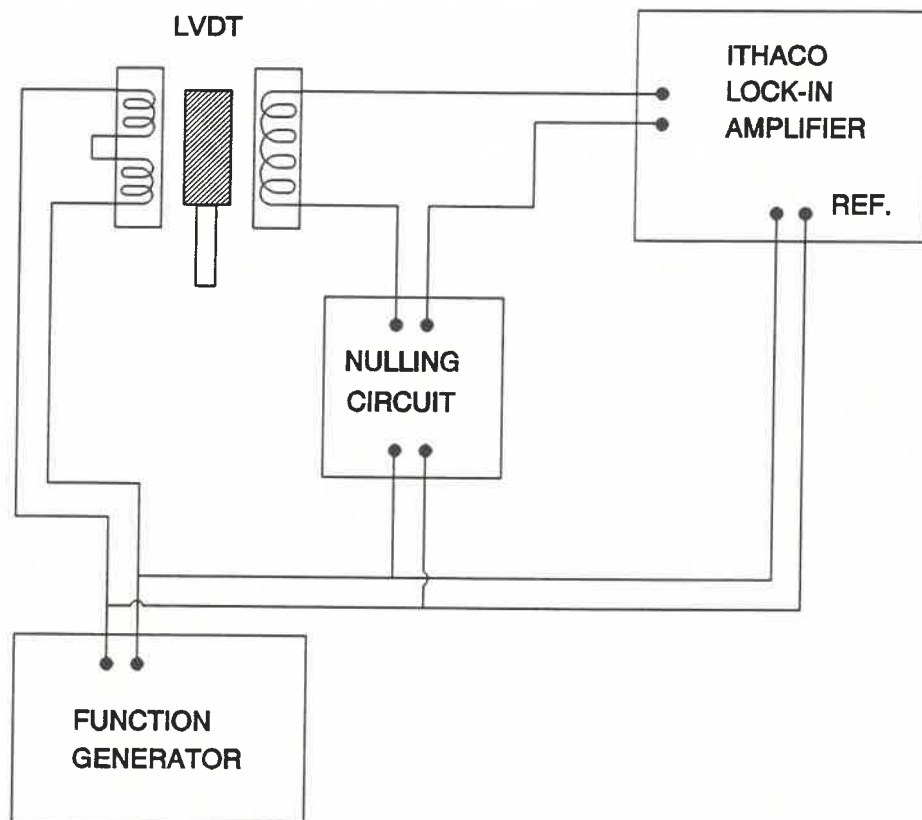 LVDT
ITHACO
LOCK-IN
AMPLIFIER
REF.
NULLING
CIRCUIT
FUNCTION
GENERATOR